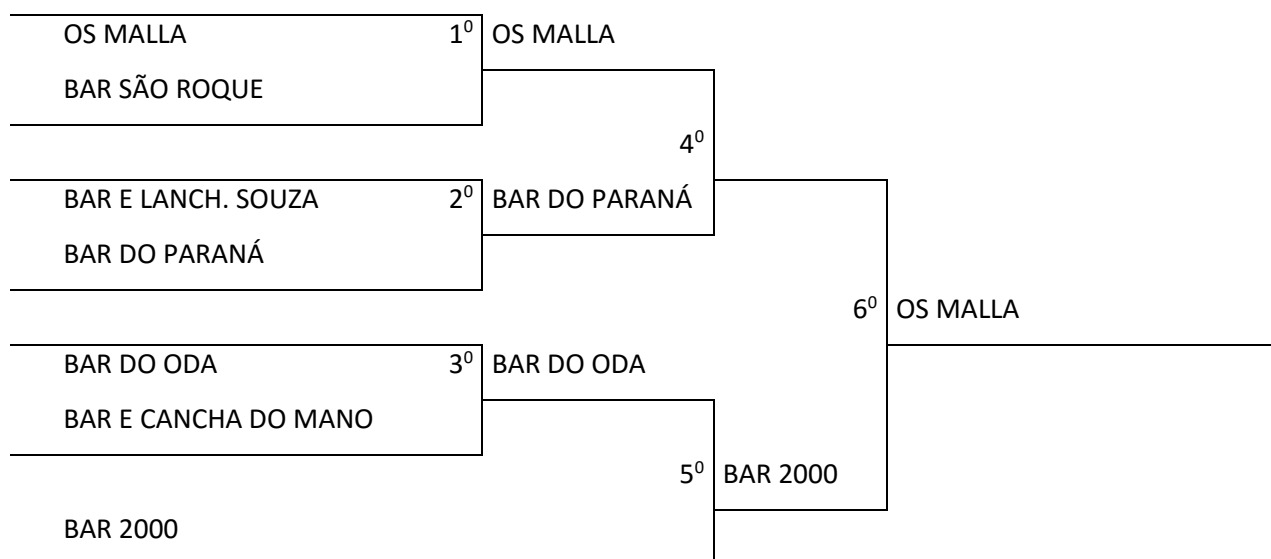 OS MALLA 1⁰ OS MALLA
BAR SÃO ROQUE
4⁰
BAR E LANCH. SOUZA 2⁰ BAR DO PARANÁ
BAR DO PARANÁ
6⁰ OS MALLA
BAR DO ODA 3⁰ BAR DO ODA
BAR E CANCHA DO MANO
5⁰ BAR 2000
BAR 2000